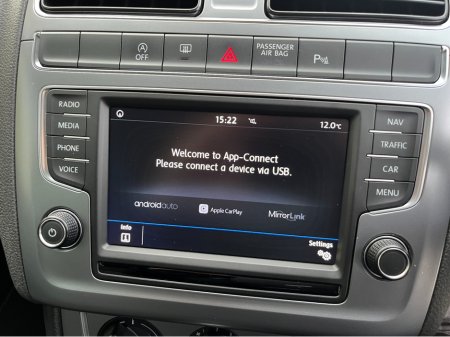 OFF
PASSENGER
AIR BAG
RADIO
MEDIA
PHONE
VOICE
15:22
12.0°C
Welcome to App-Connect
Please connect a device via USB.
androidauto
Apple CarPlay
MirrorLink
Info
Settings
NAV
TRAFFIC
CAR
MENU